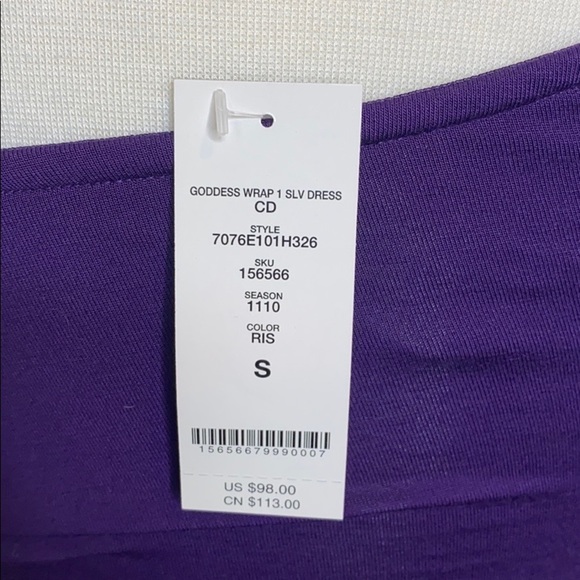 GODDESS WRAP 1 SLV DRESS
CD
STYLE
7076E101H326
SKU
156566
SEASON
1110
COLOR
RIS
S
15656679990007
US $98.00
CN $113.00